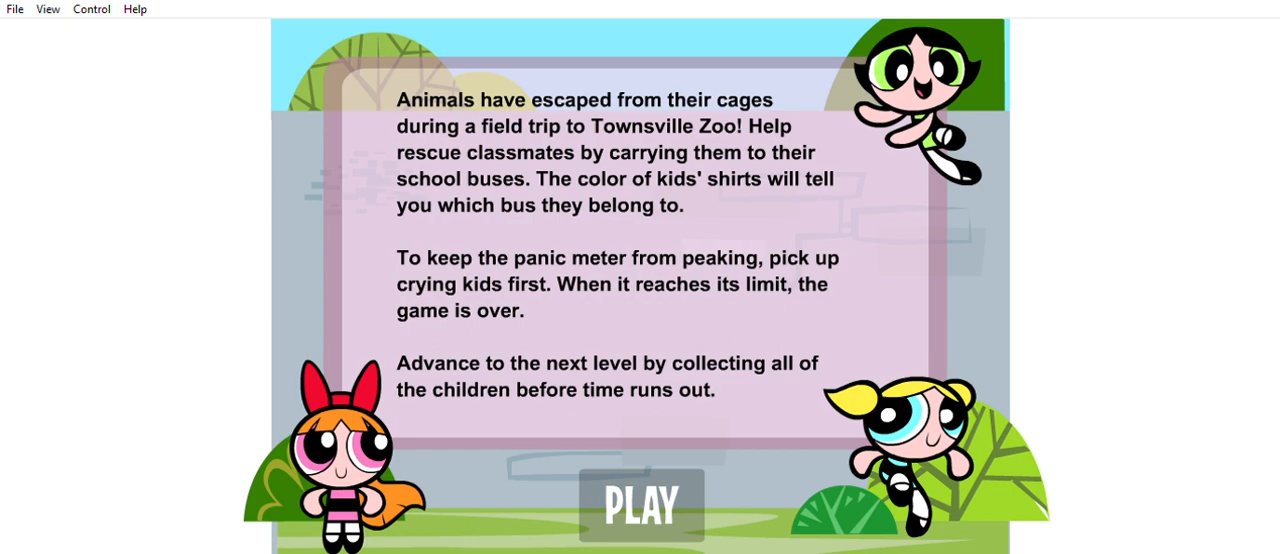 File View Control Help
Animals have escaped from their cages
during a field trip to Townsville Zoo! Help
rescue classmates by carrying them to their
school buses. The color of kids' shirts will tell
you which bus they belong to.
To keep the panic meter from peaking, pick up
crying kids first. When it reaches its limit, the
game is over.
Advance to the next level by collecting all of
the children before time runs out.
PLAY